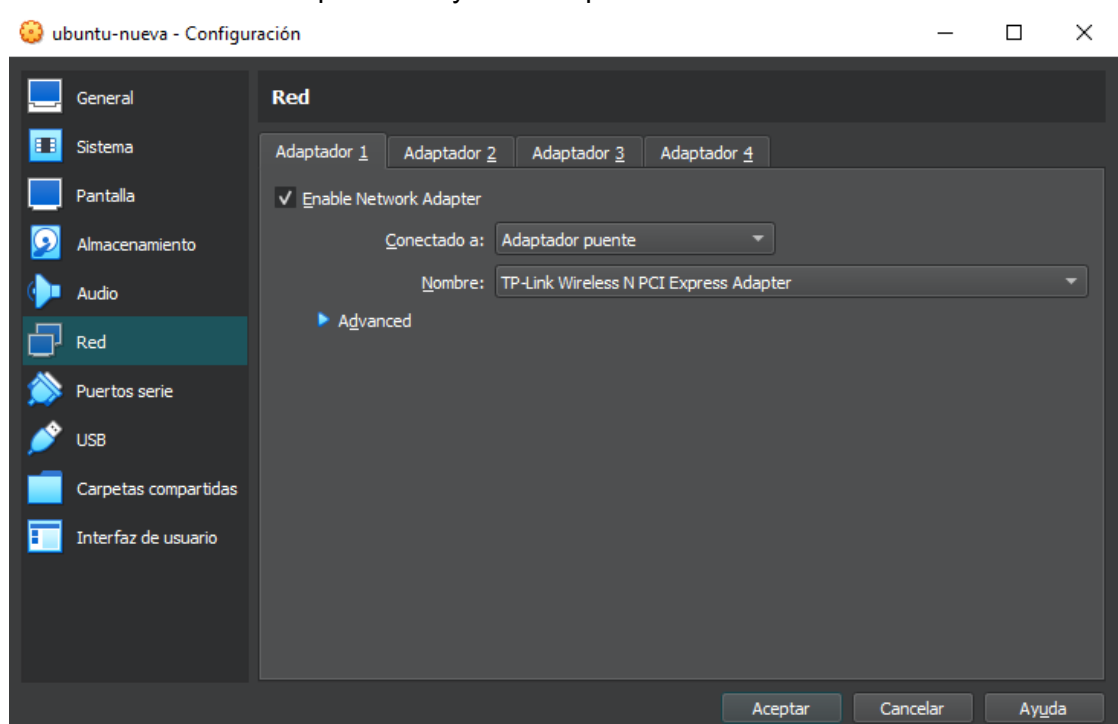 ubuntu-nueva - Configuración
General
Sistema
Pantalla
Almacenamiento
Audio
Red
Puertos serie
USB
Carpetas compartidas
Interfaz de usuario
Red
Adaptador 1 Adaptador 2 Adaptador 3 Adaptador 4
Enable Network Adapter
Conectado a: Adaptador puente
Nombre: TP-Link Wireless N PCI Express Adapter
Advanced
Aceptar Cancelar Ayuda